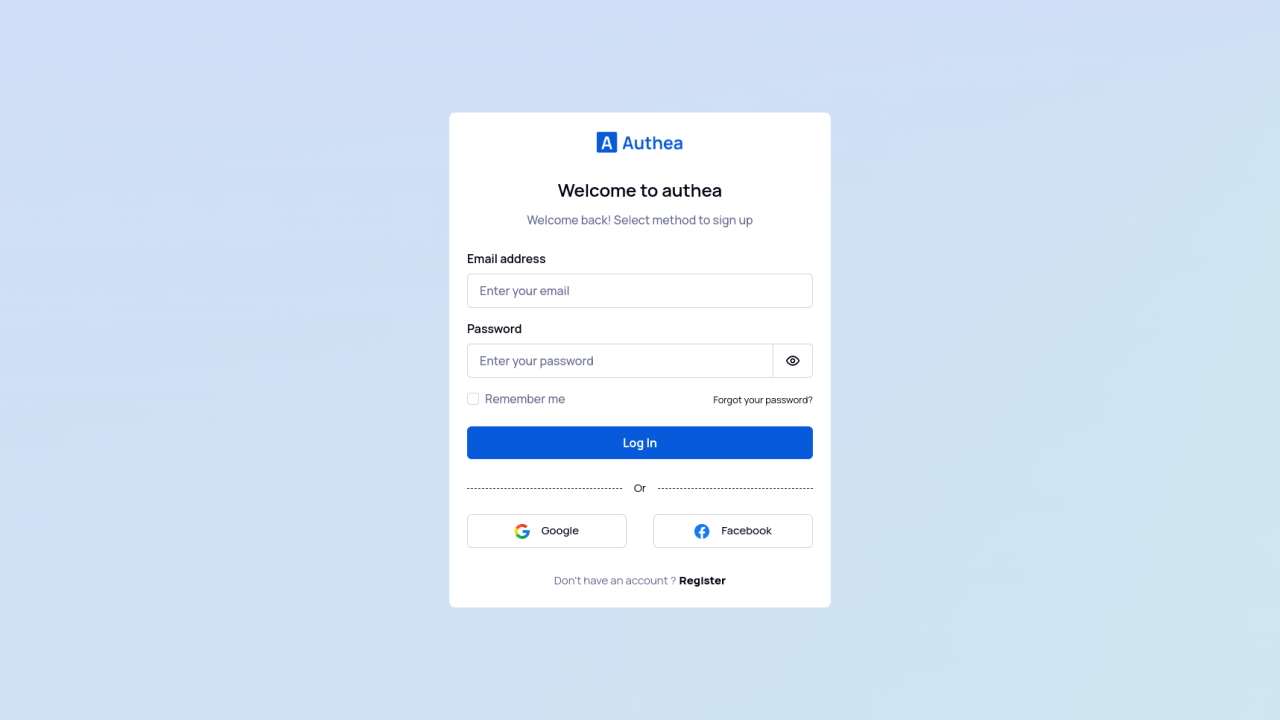 A Authea
Welcome to authea
Welcome back! Select method to sign up
Email address
Enter your email
Password
Enter your password
Remember me
Forgot your password?
Log In
Or
Google
Facebook
Don't have an account ? Register